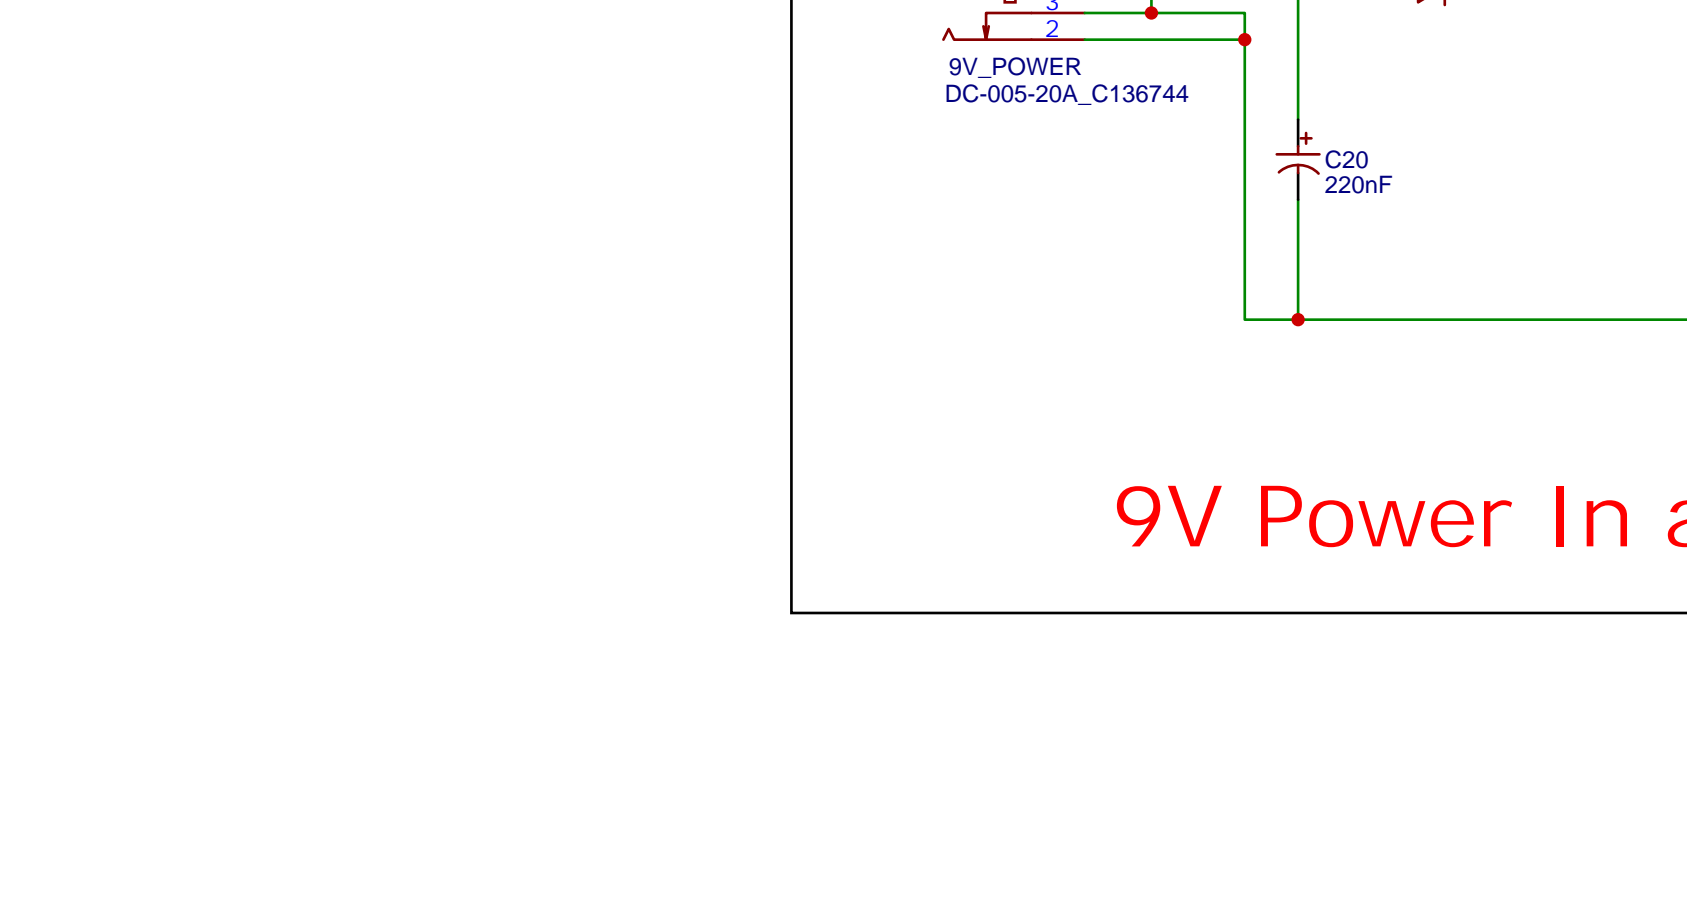 3
2
9V_POWER
DC-005-20A_C136744
+
C20
220nF
9V Power In